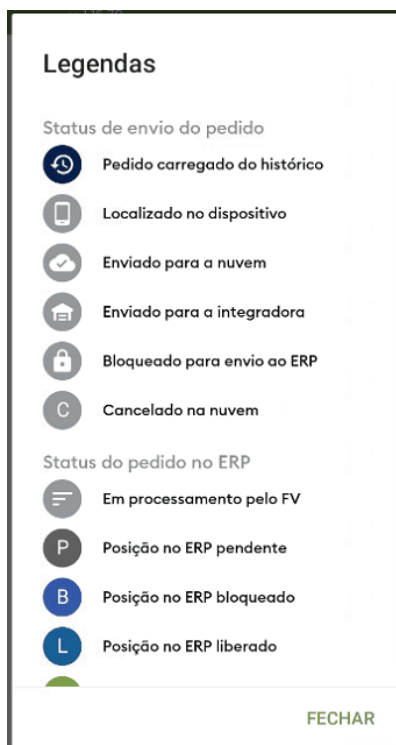 Legendas
Status de envio do pedido
Pedido carregado do histórico
Localizado no dispositivo
Enviado para a nuvem
Enviado para a integradora
Bloqueado para envio ao ERP
C Cancelado na nuvem
Status do pedido no ERP
Em processamento pelo FV
P Posição no ERP pendente
B Posição no ERP bloqueado
L Posição no ERP liberado
FECHAR